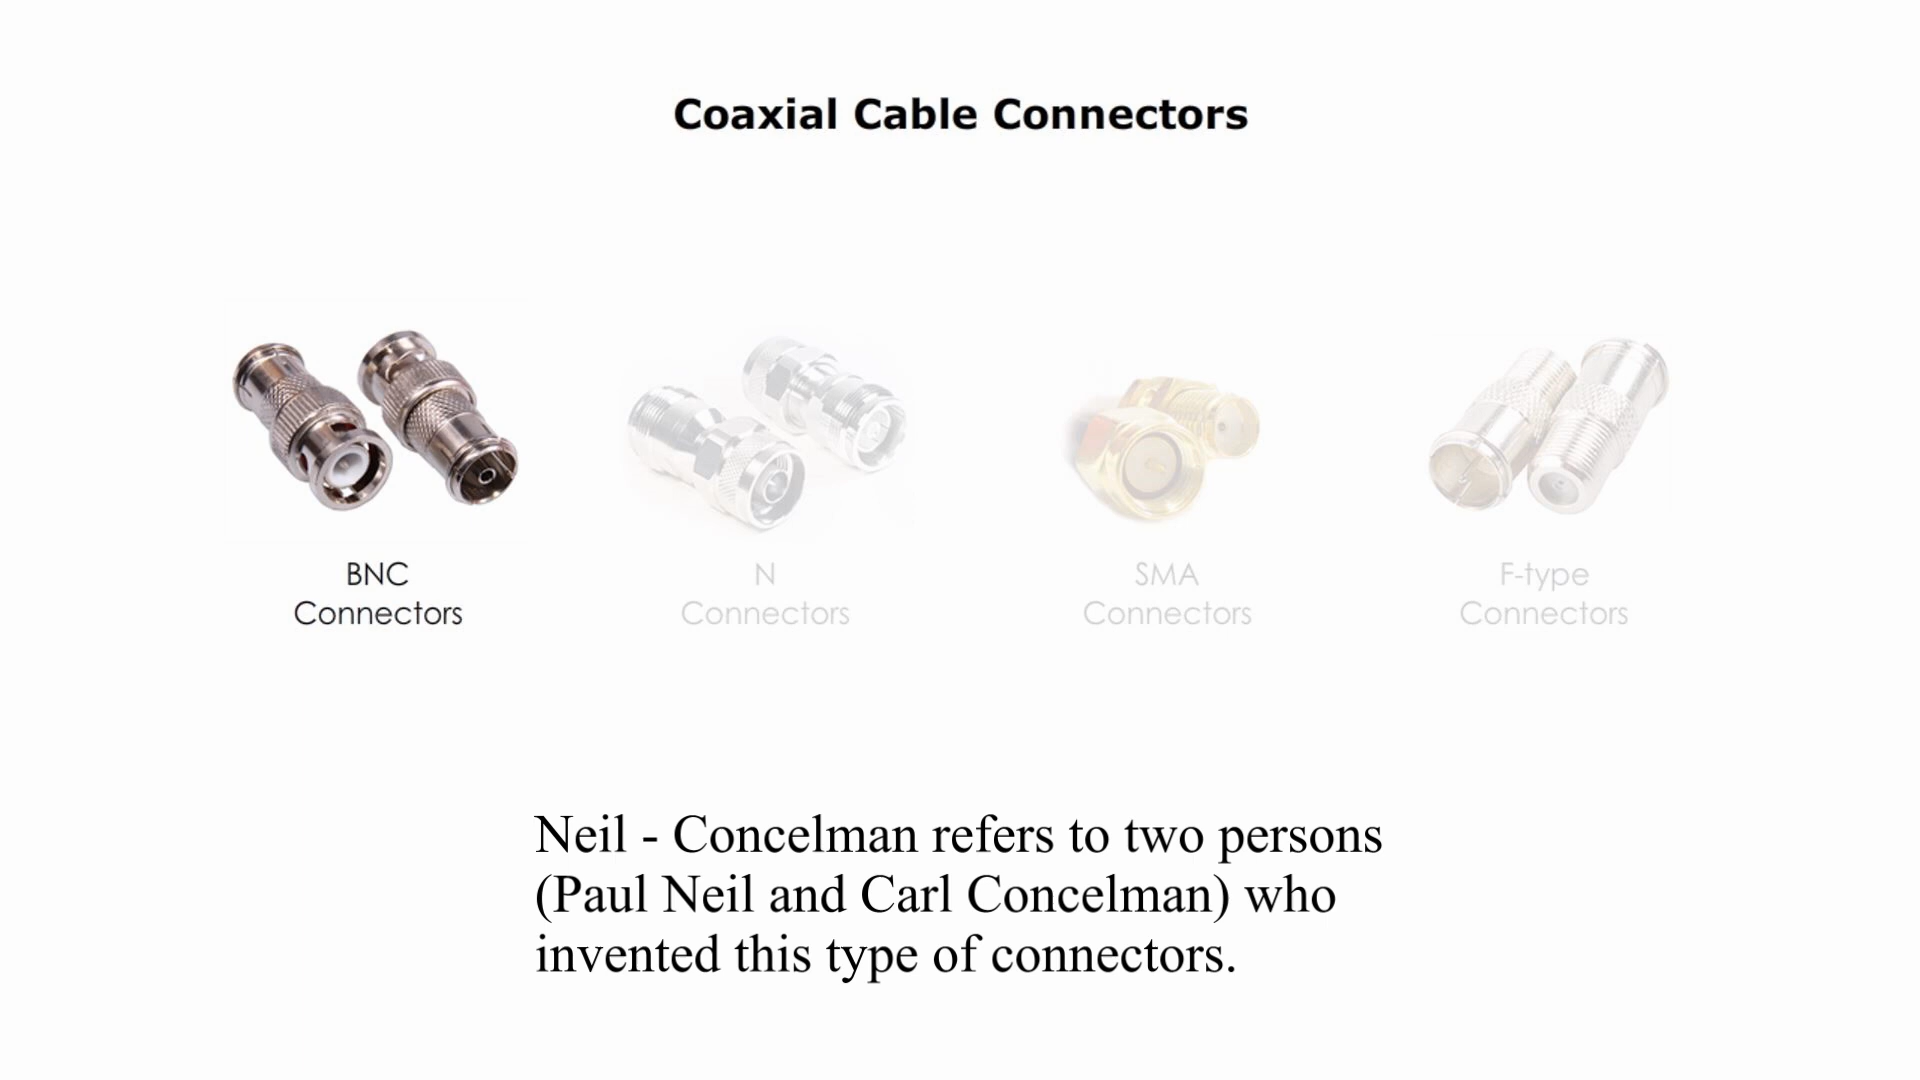 Coaxial Cable Connectors
BNC
Connectors
N
Connectors
SMA
Connectors
F-type
Connectors
Neil - Concelman refers to two persons
(Paul Neil and Carl Concelman) who
invented this type of connectors.